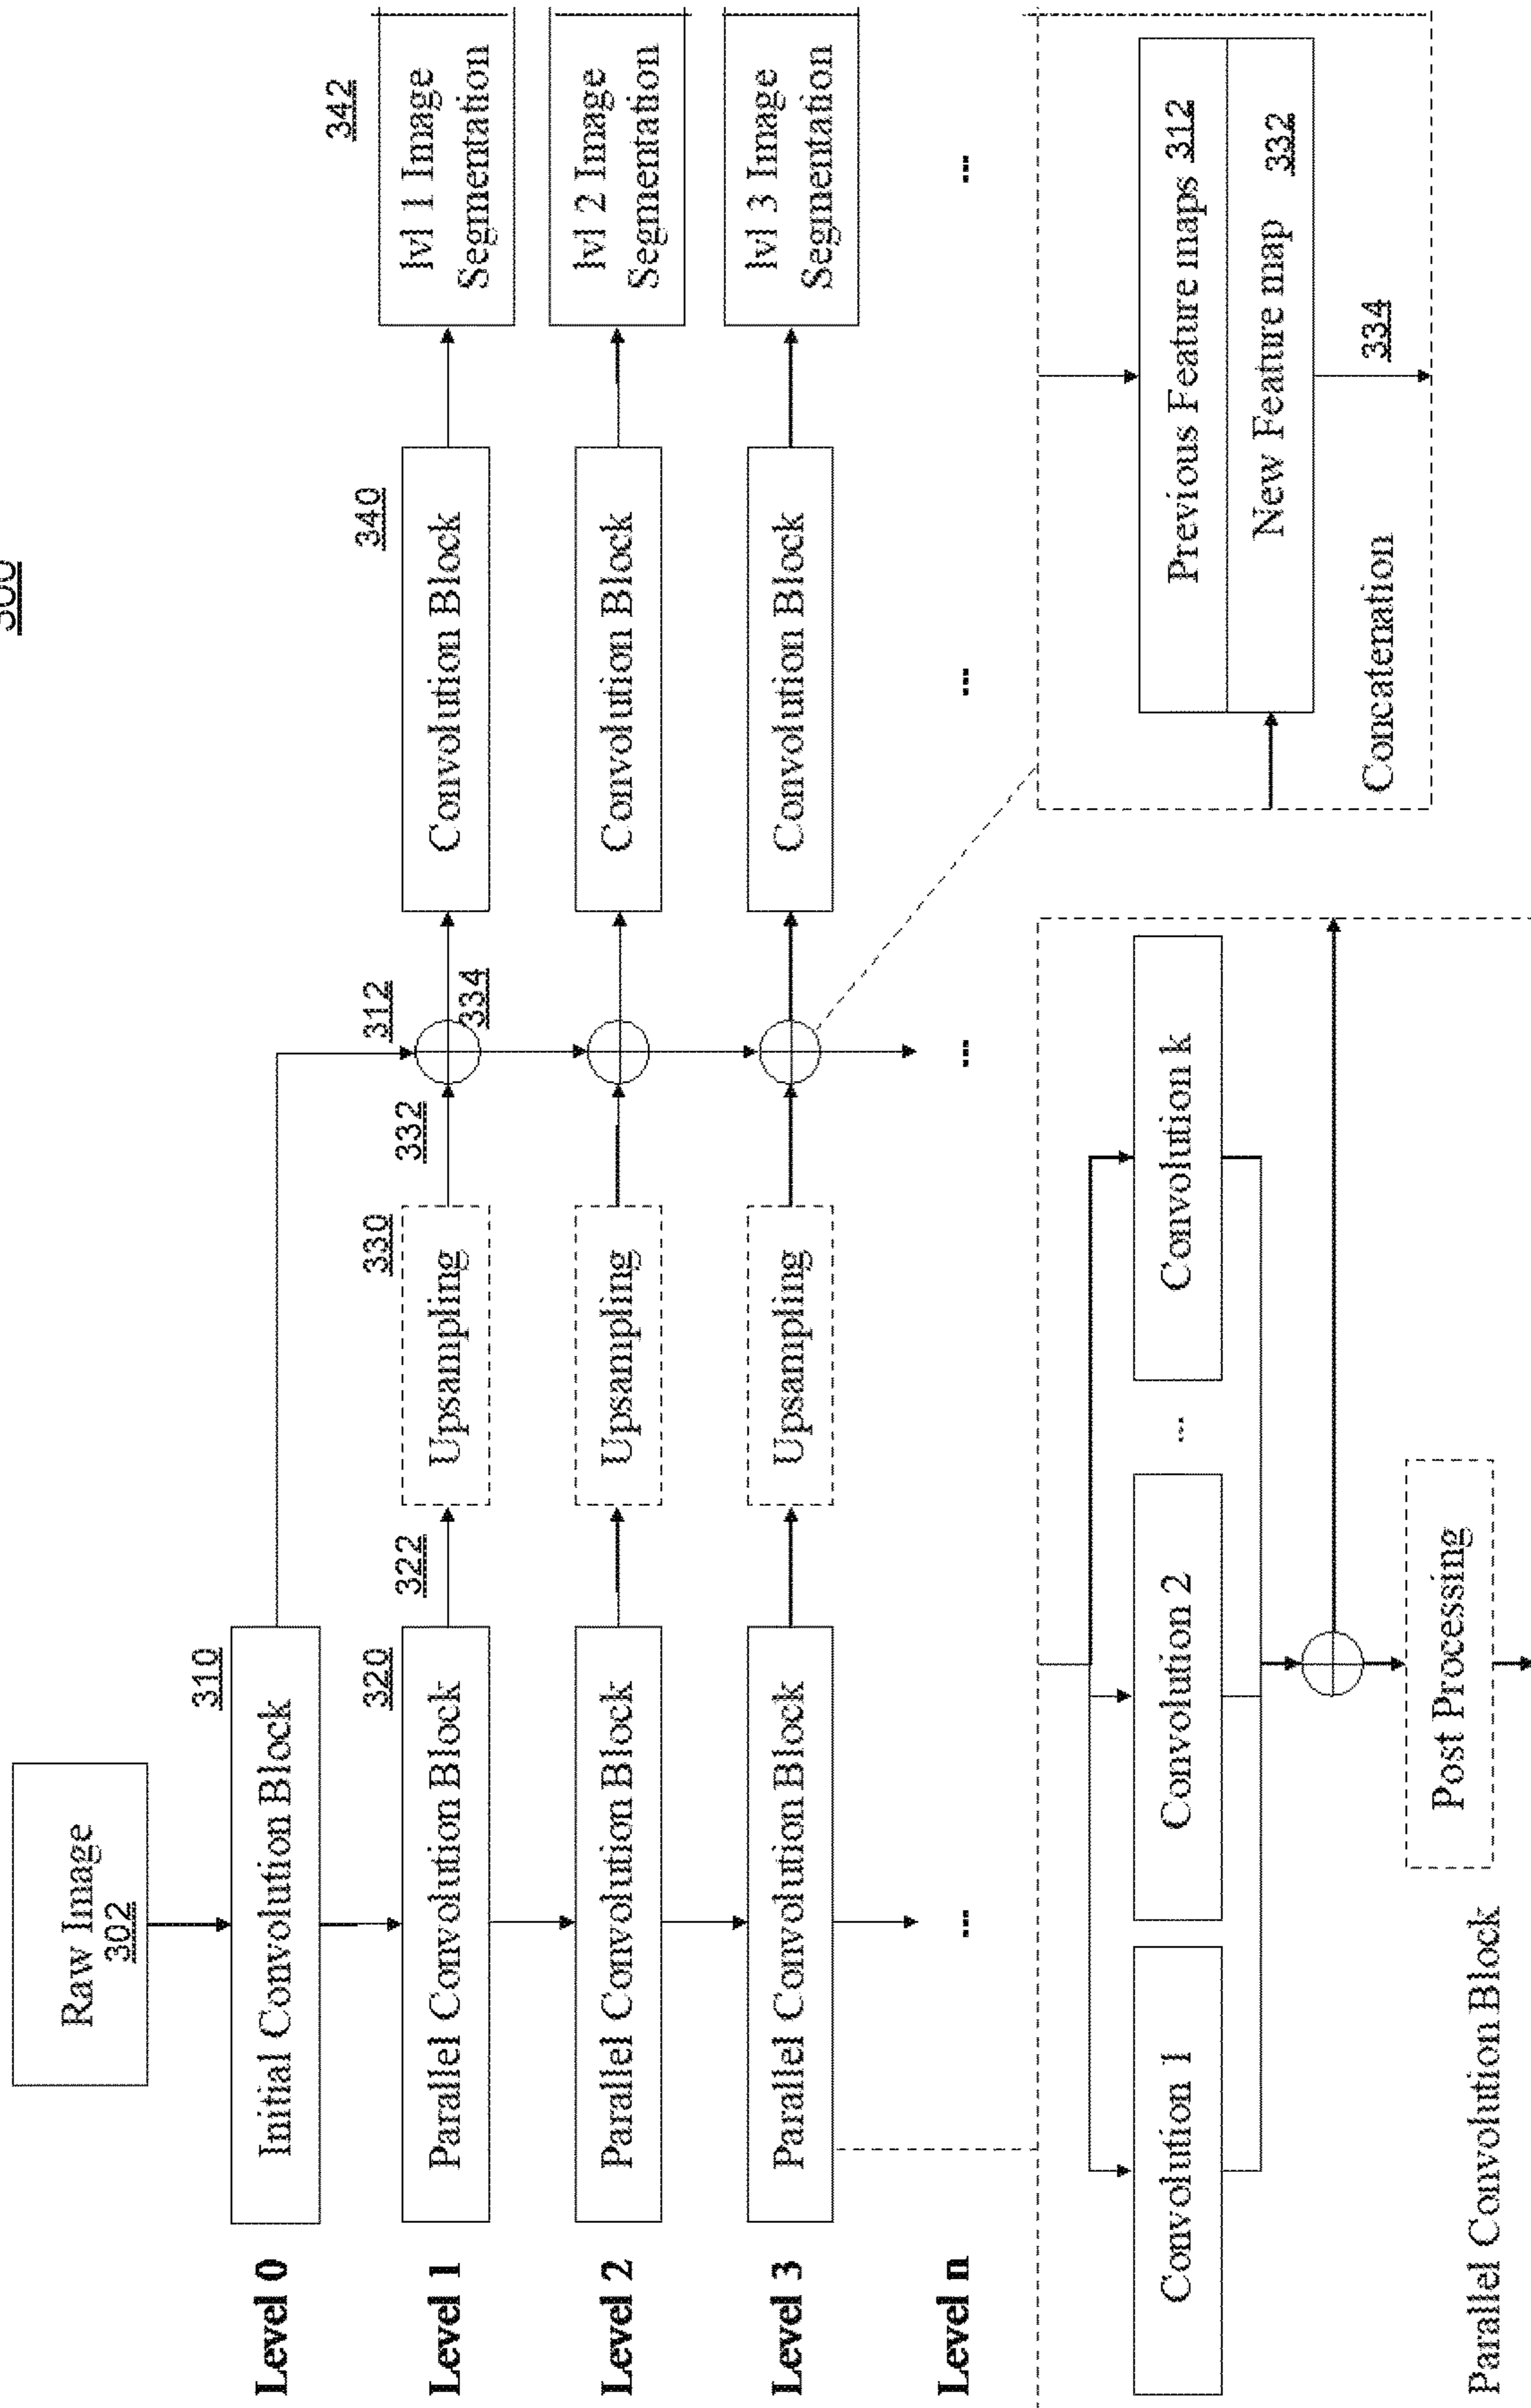 300
Raw Image
302
310
Level 0
Initial Convolution Block
312
320
322
330
332
340
342
Level 1
Parallel Convolution Block
Upsampling
334
Convolution Block
lvl 1 Image
Segmentation
Level 2
Parallel Convolution Block
Upsampling
Convolution Block
lvl 2 Image
Segmentation
Level 3
Parallel Convolution Block
Upsampling
Convolution Block
lvl 3 Image
Segmentation
Level n
...
...
...
...
Convolution 1
Convolution 2
...
Convolution k
Post Processing
Parallel Convolution Block
Previous Feature maps 312
New Feature map 332
334
Concatenation